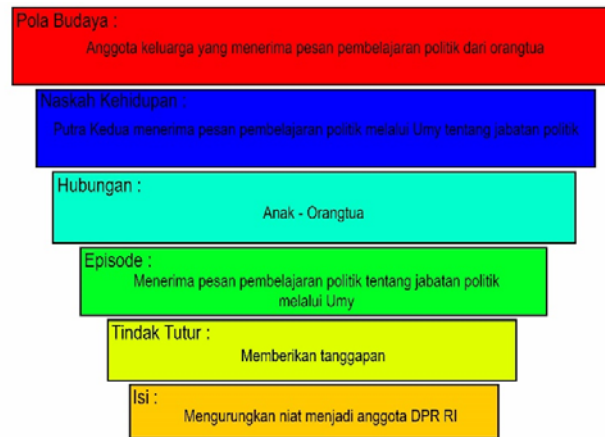 Pola Budaya :
Anggota keluarga yang menerima pesan pembelajaran politik dari orangtua
Naskah Kehidupan :
Putra Kedua menerima pesan pembelajaran politik melalui Umy tentang jabatan politik
Hubungan :
Anak - Orangtua
Episode :
Menerima pesan pembelajaran politik tentang jabatan politik
melalui Umy
Tindak Tutur :
Memberikan tanggapan
Isi :
Mengurungkan niat menjadi anggota DPR RI